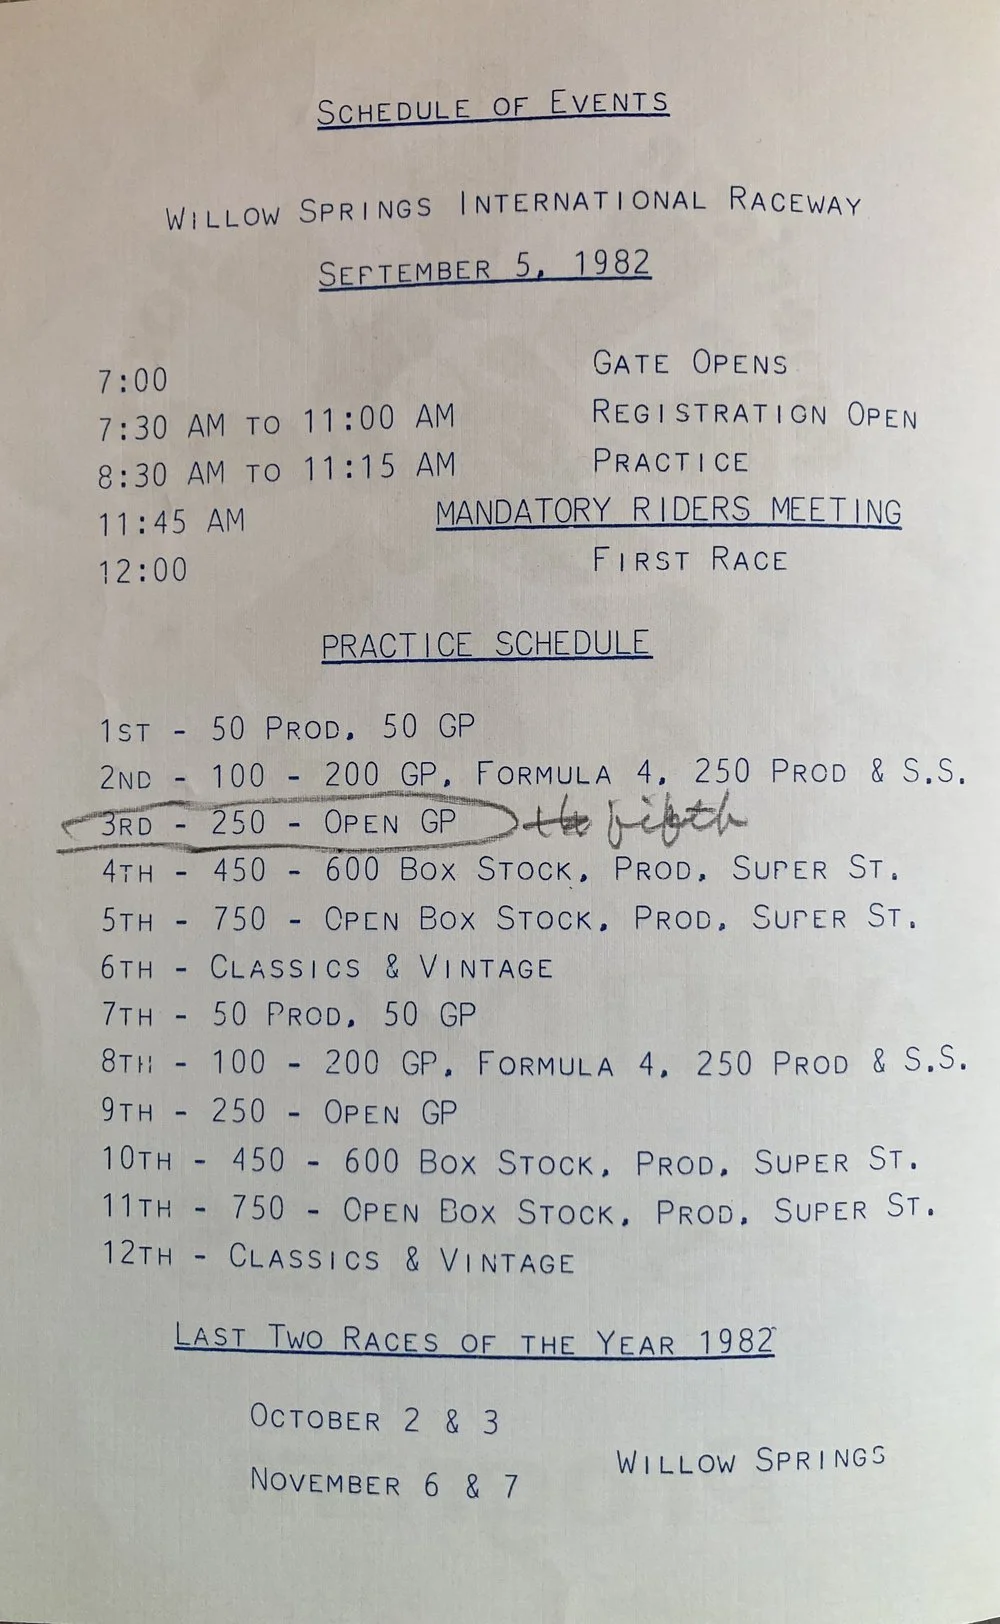 SCHEDULE OF EVENTS
WILLOW SPRINGS INTERNATIONAL RACEWAY
SEPTEMBER 5, 1982
7:00 GATE OPENS
7:30 AM TO 11:00 AM REGISTRATION OPEN
8:30 AM TO 11:15 AM PRACTICE
11:45 AM MANDATORY RIDERS MEETING
12:00 FIRST RACE
PRACTICE SCHEDULE
1ST - 50 PROD. 50 GP
2ND - 100 - 200 GP, FORMULA 4, 250 PROD & S.S.
3RD - 250 - OPEN GP fifth
4TH - 450 - 600 BOX STOCK, PROD, SUPER ST.
5TH - 750 - OPEN BOX STOCK, PROD, SUPER ST.
6TH - CLASSICS & VINTAGE
7TH - 50 PROD. 50 GP
8TH - 100 - 200 GP, FORMULA 4, 250 PROD & S.S.
9TH - 250 - OPEN GP
10TH - 450 - 600 BOX STOCK, PROD, SUPER ST.
11TH - 750 - OPEN BOX STOCK, PROD, SUPER ST.
12TH - CLASSICS & VINTAGE
LAST TWO RACES OF THE YEAR 1982
OCTOBER 2 & 3
WILLOW SPRINGS
NOVEMBER 6 & 7